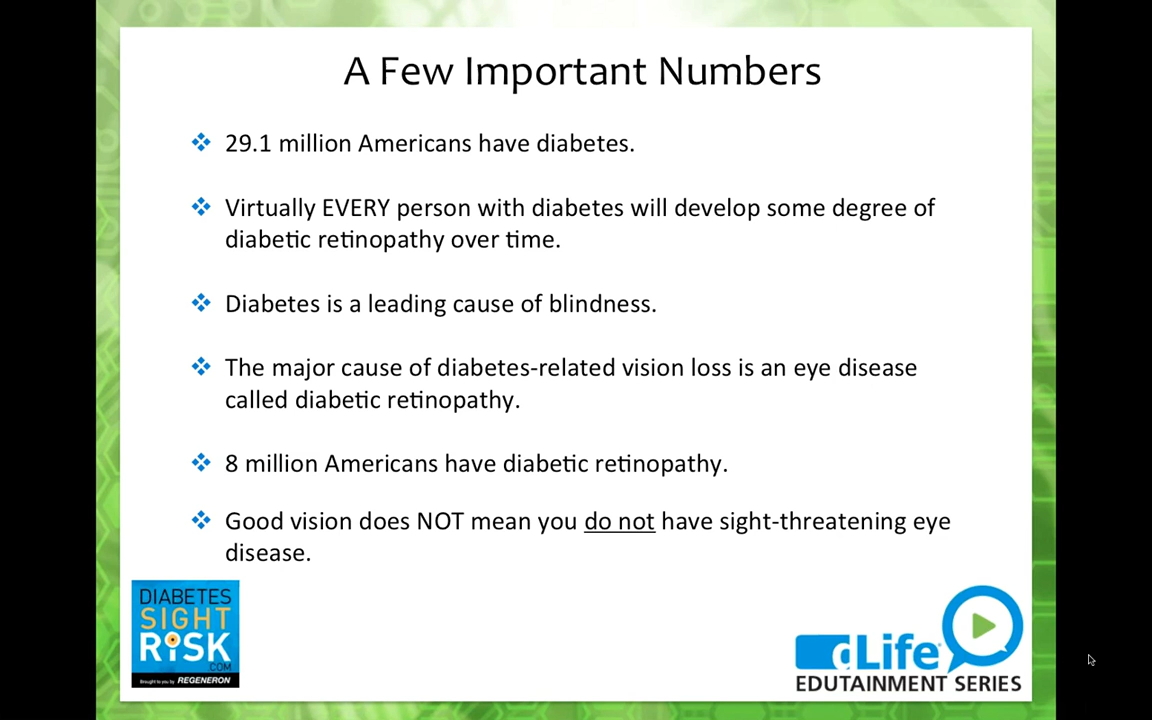 A Few Important Numbers
29.1 million Americans have diabetes.
Virtually EVERY person with diabetes will develop some degree of
diabetic retinopathy over time.
Diabetes is a leading cause of blindness.
The major cause of diabetes-related vision loss is an eye disease
called diabetic retinopathy.
8 million Americans have diabetic retinopathy.
Good vision does NOT mean you do not have sight-threatening eye
disease.
DIABETES
SIGHT
RiSK
.COM
Brought to you by REGENERON
dLife
EDUTAINMENT SERIES